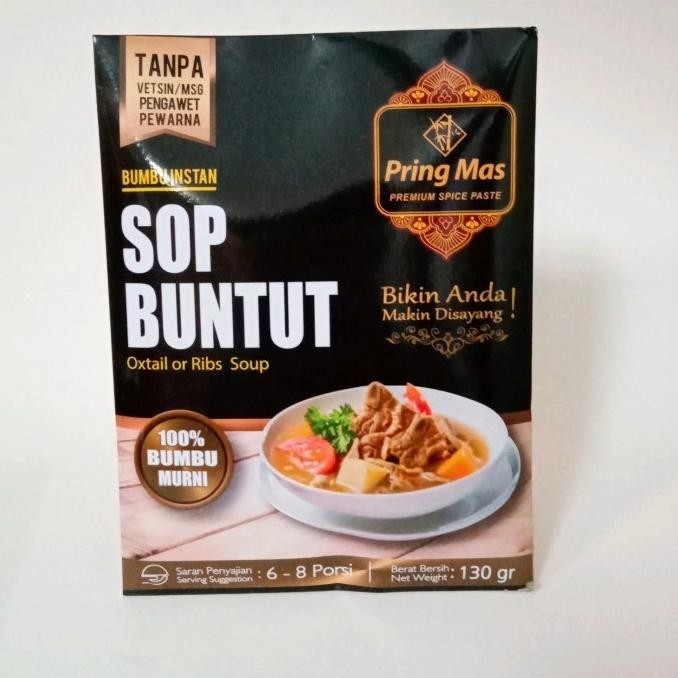 TANPA
VETSIN/MSG
PENGAWET
PEWARNA
Pring Mas
PREMIUM SPICE PASTE
BUMBU INSTAN
SOP
BUNTUT
Oxtail or Ribs Soup
Bikin Anda
Makin Disayang !
100%
BUMBU
MURNI
Saran Penyajian
Serving Suggestion : 6 - 8 Porsi
Berat Bersih
Net Weight : 130 gr